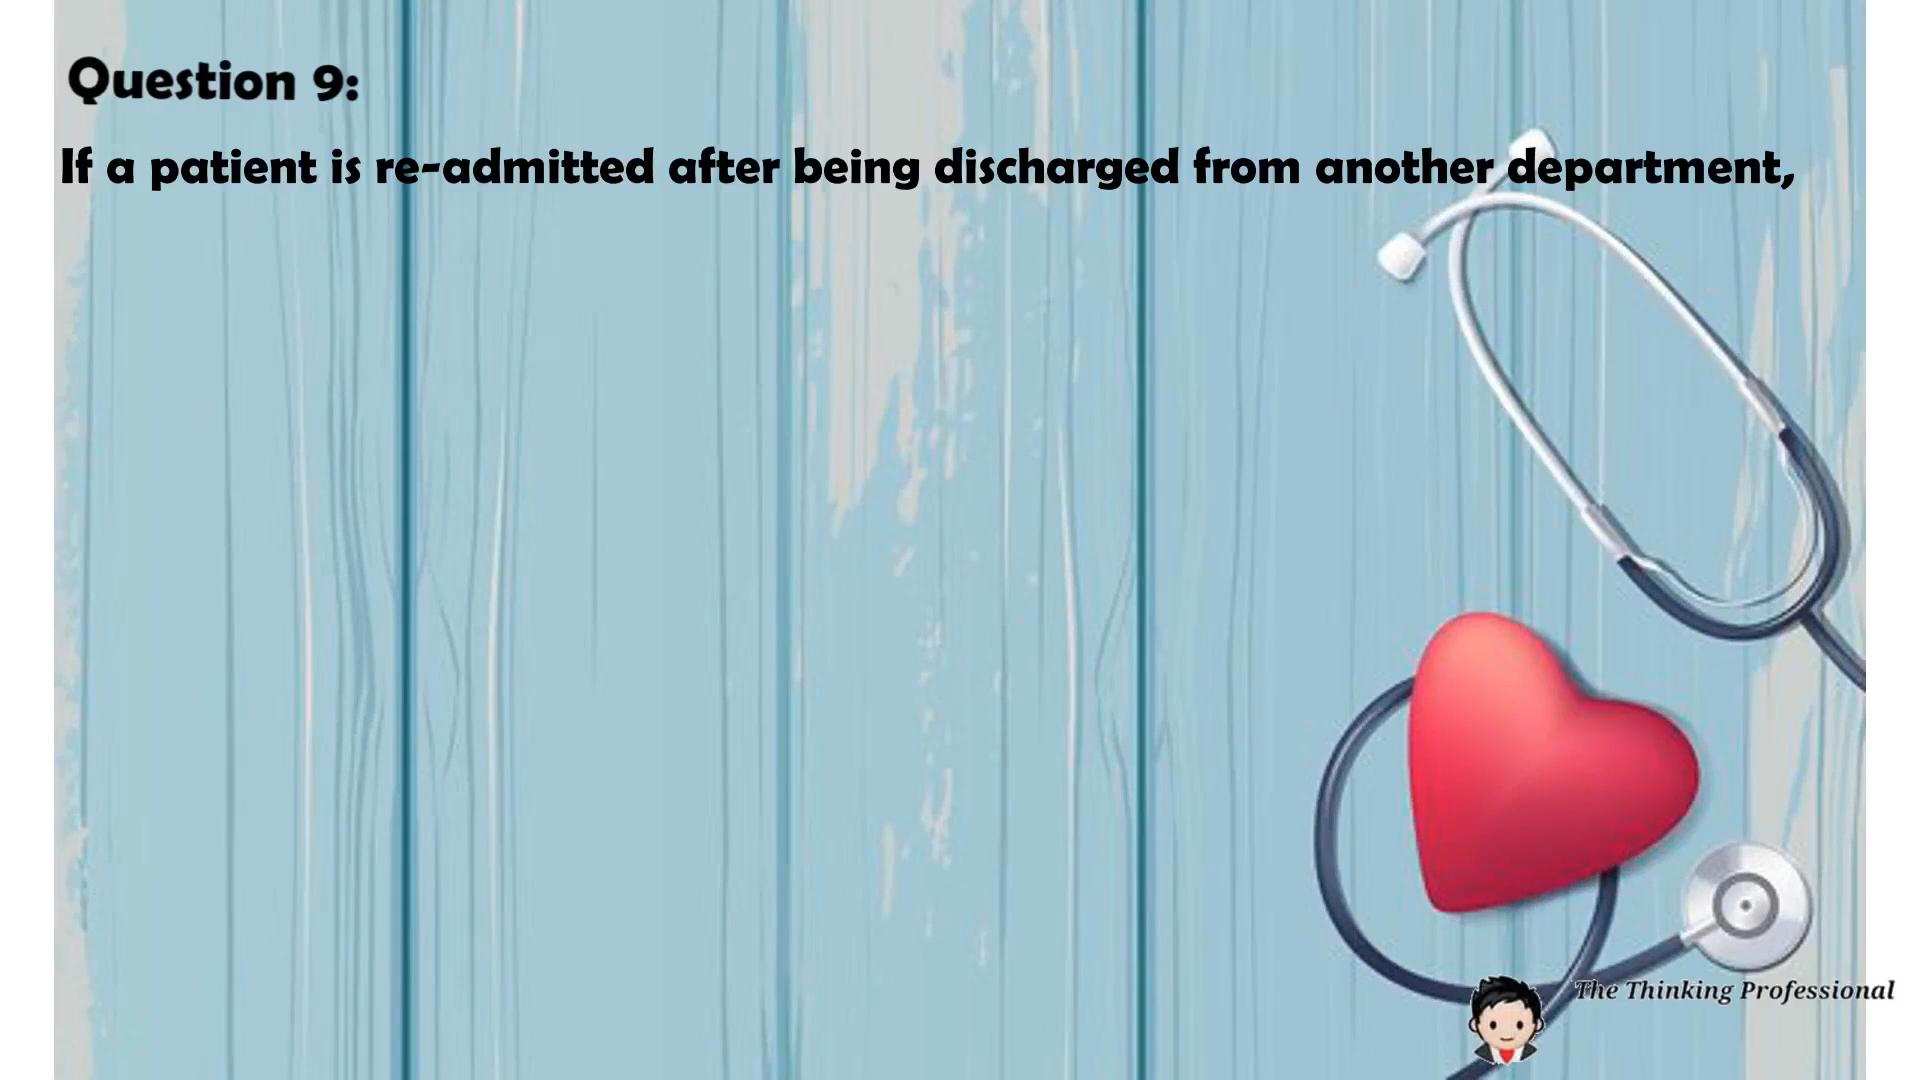 Question 9:
If a patient is re-admitted after being discharged from another department,
The Thinking Professional